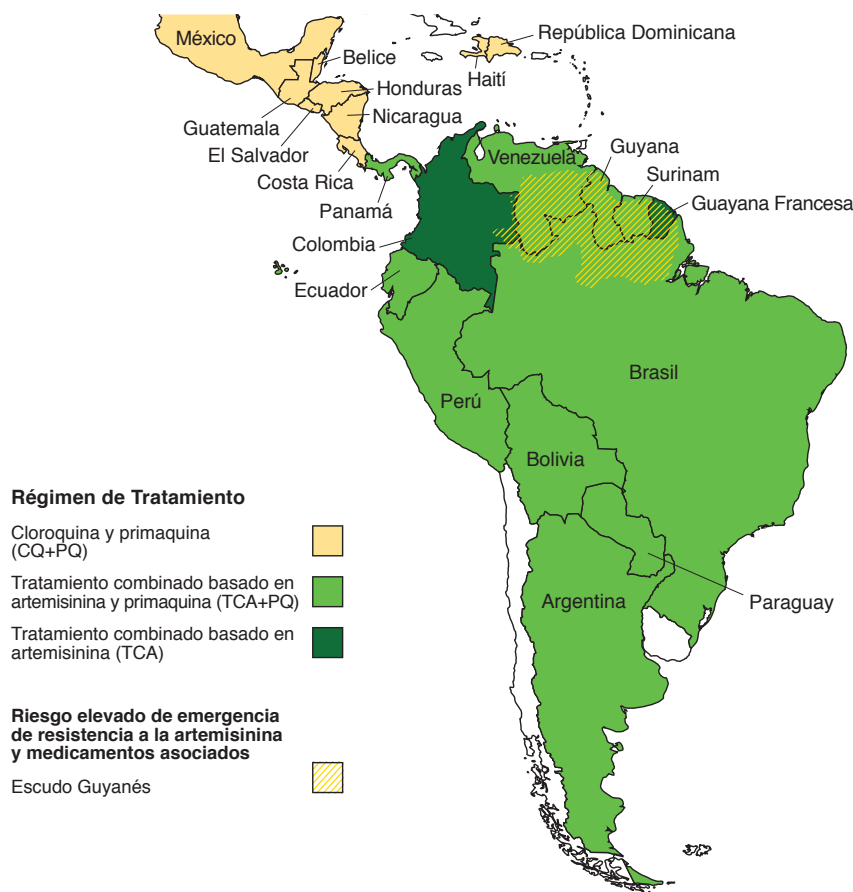 México
República Dominicana
Belice
Haití
Honduras
Guatemala
Nicaragua
El Salvador
Costa Rica
Panamá
Venezuela
Guyana
Surinam
Guayana Francesa
Colombia
Ecuador
Brasil
Perú
Bolivia
Argentina
Paraguay
Régimen de Tratamiento
Cloroquina y primaquina
(CQ+PQ)
Tratamiento combinado basado en
artemisinina y primaquina (TCA+PQ)
Tratamiento combinado basado en
artemisinina (TCA)
Riesgo elevado de emergencia
de resistencia a la artemisinina
y medicamentos asociados
Escudo Guyanés